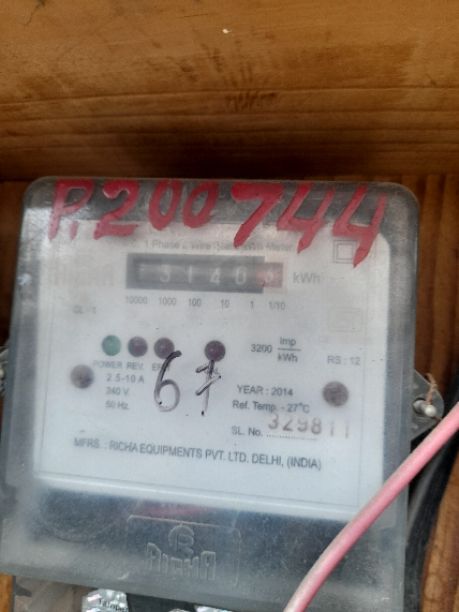 P.200744
1 Phase 2 Wire
3140
kWh
10000 1000 100 10 1 1/10
CL : 1
3200 Imp/kWh
RS : 12
POWER REV.
2.5-10 A
240 V.
50 Hz.
67
YEAR : 2014
Ref. Temp. - 27°C
SL. No. 329811
MFRS. : RICHA EQUIPMENTS PVT. LTD. DELHI, (INDIA)
RICHA